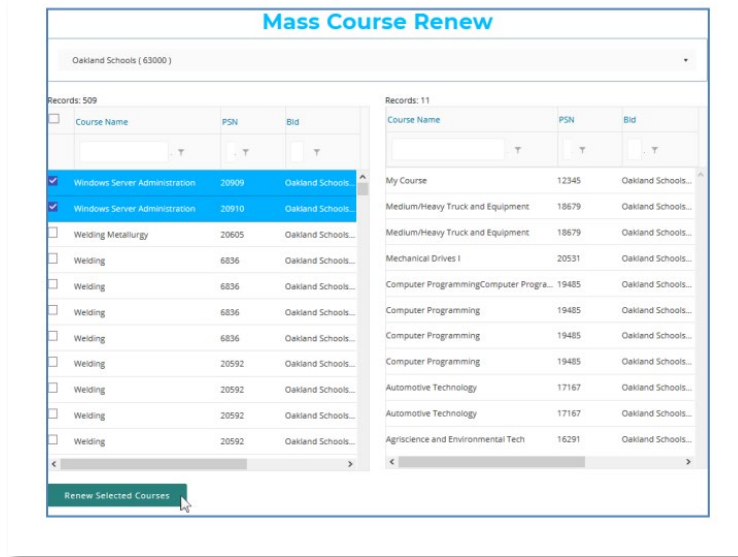 Mass Course Renew
Oakland Schools ( 63000 )
Records: 509
Course Name PSN Bld
Windows Server Administration 20909 Oakland Schools...
Windows Server Administration 20910 Oakland Schools...
Welding Metallurgy 20605 Oakland Schools...
Welding 6836 Oakland Schools...
Welding 6836 Oakland Schools...
Welding 6836 Oakland Schools...
Welding 6836 Oakland Schools...
Welding 20592 Oakland Schools...
Welding 20592 Oakland Schools...
Welding 20592 Oakland Schools...
Welding 20592 Oakland Schools...
Records: 11
Course Name PSN Bld
My Course 12345 Oakland Schools...
Medium/Heavy Truck and Equipment 18679 Oakland Schools...
Medium/Heavy Truck and Equipment 18679 Oakland Schools...
Mechanical Drives I 20531 Oakland Schools...
Computer ProgrammingComputer Progra... 19485 Oakland Schools...
Computer Programming 19485 Oakland Schools...
Computer Programming 19485 Oakland Schools...
Computer Programming 19485 Oakland Schools...
Automotive Technology 17167 Oakland Schools...
Automotive Technology 17167 Oakland Schools...
Agriscience and Environmental Tech 16291 Oakland Schools...
Renew Selected Courses